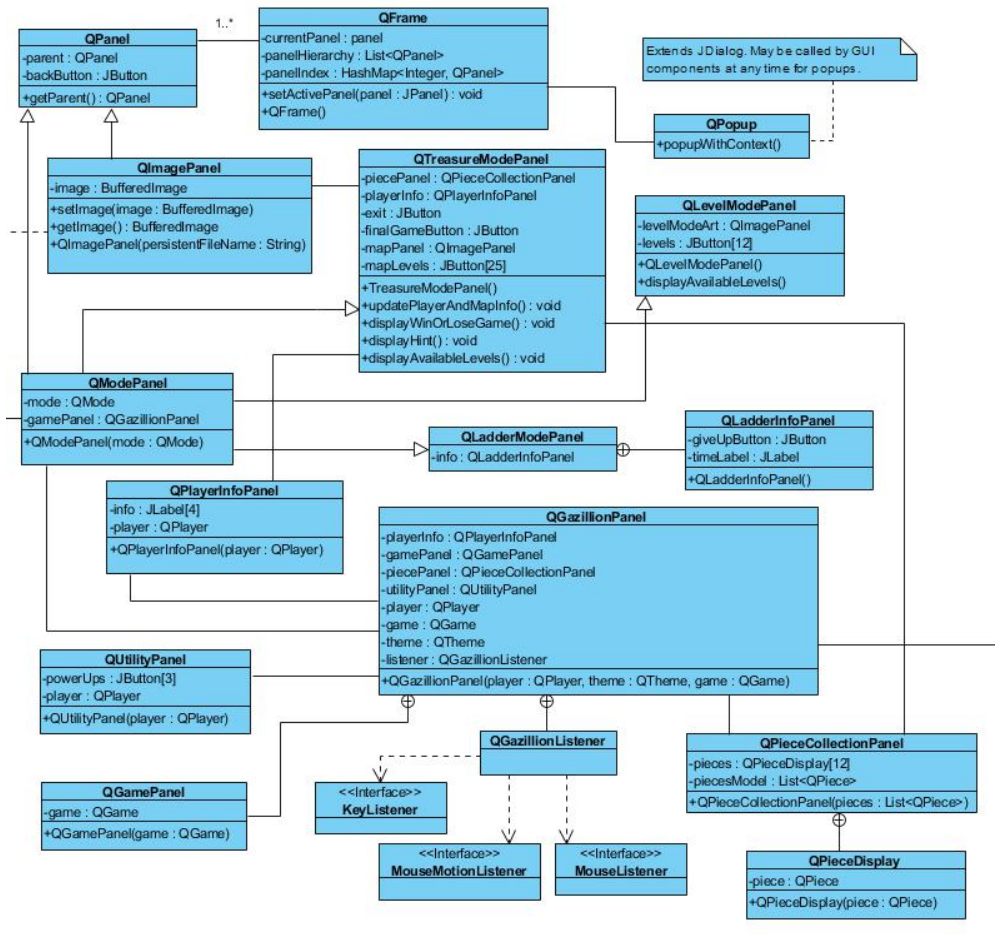 1..*
QFrame
-currentPanel : panel
-panelHierarchy : List<QPanel>
-panelIndex : HashMap<Integer, QPanel>
+setActivePanel(panel : JPanel) : void
+QFrame()
QPanel
-parent : QPanel
-backButton : JButton
+getParent() : QPanel
Extends JDialog. May be called by GUI
components at any time for popups.
QPopup
+popupWithContext()
QImagePanel
-image : BufferedImage
+setImage(image : BufferedImage)
+getImage() : BufferedImage
+QImagePanel(persistentFileName : String)
QTreasureModePanel
-piecePanel : QPieceCollectionPanel
-playerInfo : QPlayerInfoPanel
-exit : JButton
-finalGameButton : JButton
-mapPanel : QImagePanel
-mapLevels : JButton[25]
+TreasureModePanel()
+updatePlayerAndMapInfo() : void
+displayWinOrLoseGame() : void
+displayHint() : void
+displayAvailableLevels() : void
QLevelModePanel
-levelModeArt : QImagePanel
-levels : JButton[12]
+QLevelModePanel()
+displayAvailableLevels()
QModePanel
-mode : QMode
-gamePanel : QGazillionPanel
+QModePanel(mode : QMode)
QLadderModePanel
-info : QLadderInfoPanel
QLadderInfoPanel
-giveUpButton : JButton
-timeLabel : JLabel
+QLadderInfoPanel()
QPlayerInfoPanel
-info : JLabel[4]
-player : QPlayer
+QPlayerInfoPanel(player : QPlayer)
QGazillionPanel
-playerInfo : QPlayerInfoPanel
-gamePanel : QGamePanel
-piecePanel : QPieceCollectionPanel
-utilityPanel : QUtilityPanel
-player : QPlayer
-game : QGame
-theme : QTheme
-listener : QGazillionListener
+QGazillionPanel(player : QPlayer, theme : QTheme, game : QGame)
QUtilityPanel
-powerUps : JButton[3]
-player : QPlayer
+QUtilityPanel(player : QPlayer)
QGazillionListener
QPieceCollectionPanel
-pieces : QPieceDisplay[12]
-piecesModel : List<QPiece>
+QPieceCollectionPanel(pieces : List<QPiece>)
QGamePanel
-game : QGame
+QGamePanel(game : QGame)
<<Interface>>
KeyListener
<<Interface>>
MouseMotionListener
<<Interface>>
MouseListener
QPieceDisplay
-piece : QPiece
+QPieceDisplay(piece : QPiece)